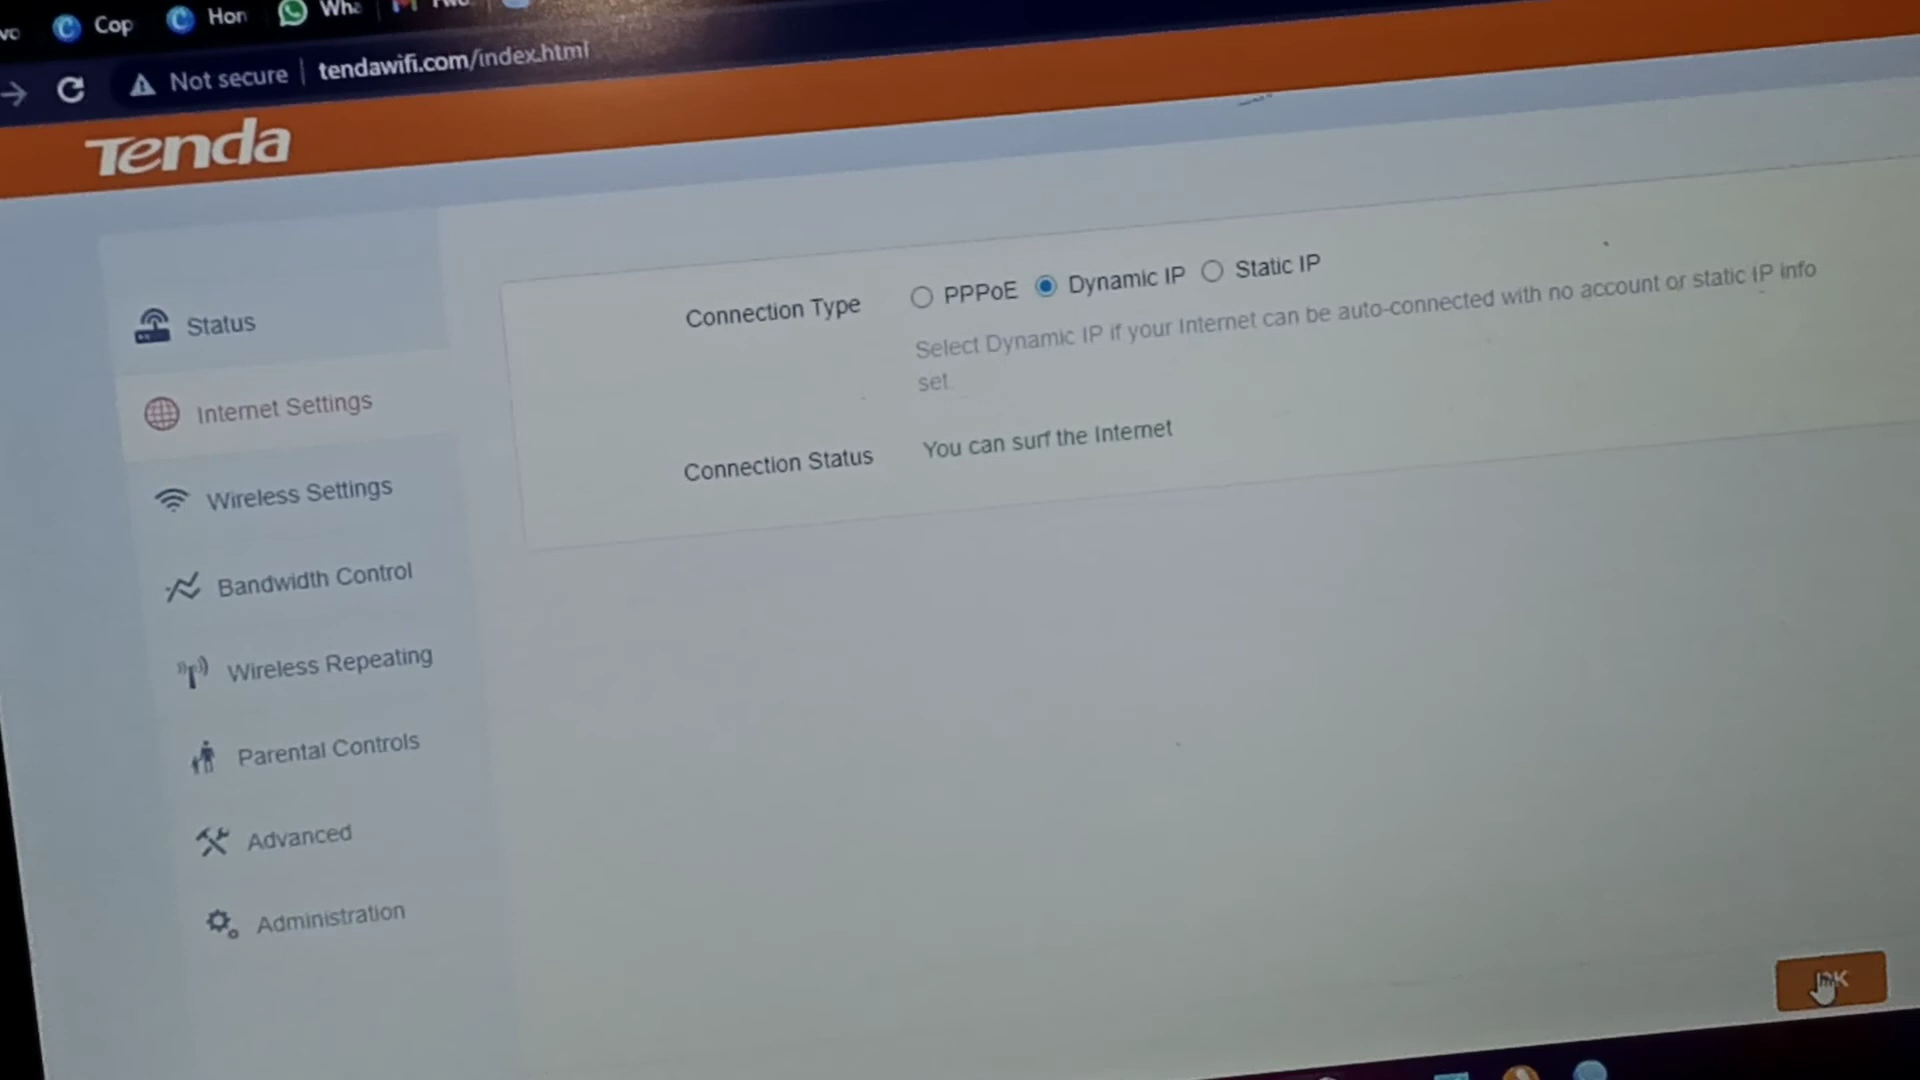 Cop
Hon
Wha
Not secure
tendawifi.com/index.html
Tenda
Status
Internet Settings
Wireless Settings
Bandwidth Control
Wireless Repeating
Parental Controls
Advanced
Administration
Connection Type
PPPoE
Dynamic IP
Static IP
Select Dynamic IP if your Internet can be auto-connected with no account or static IP info
set.
Connection Status
You can surf the Internet